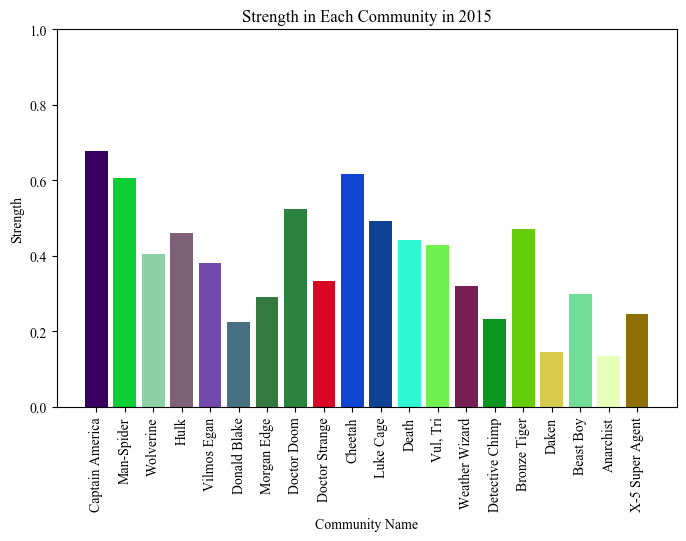 Strength in Each Community in 2015
1.0
0.8
0.6
0.4
0.2
0.0
Strength
Captain America
Man-Spider
Wolverine
Hulk
Vilmos Egan
Donald Blake
Morgan Edge
Doctor Doom
Doctor Strange
Cheetah
Luke Cage
Death
Vul, Tri
Weather Wizard
Detective Chimp
Bronze Tiger
Daken
Beast Boy
Anarchist
X-5 Super Agent
Community Name